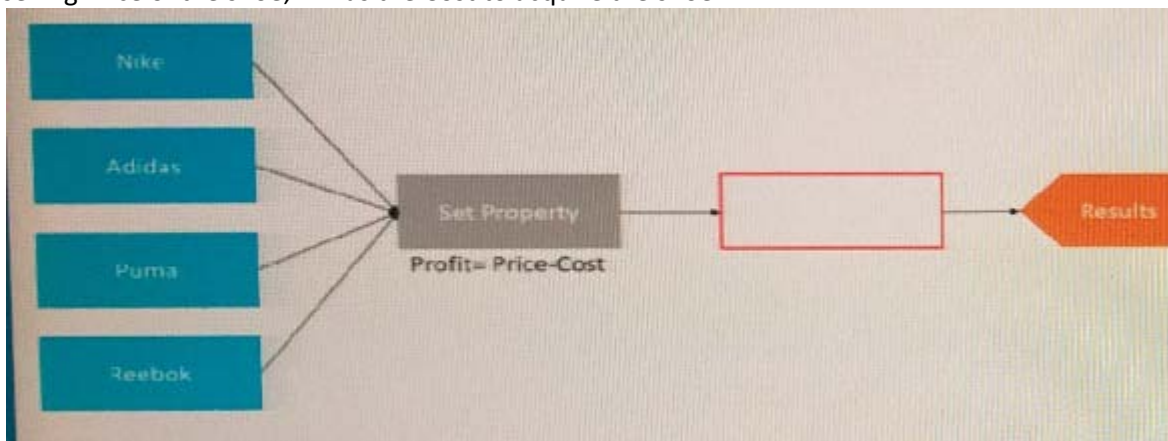 Nike
Adidas
Set Property
Results
Profit= Price-Cost
Puma
Reebok